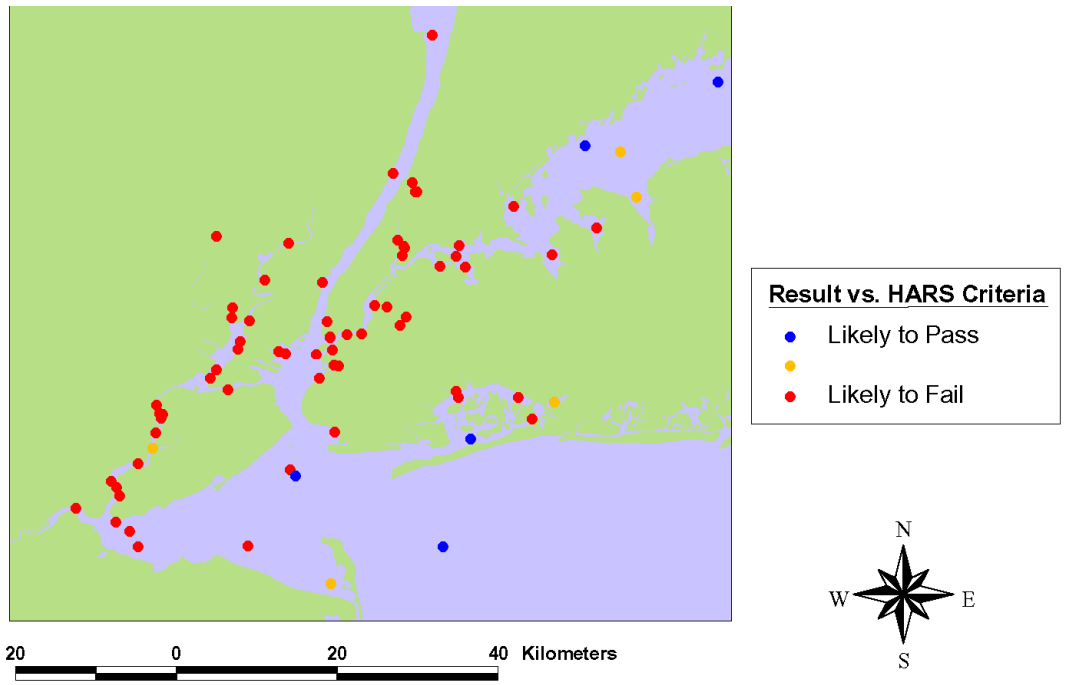 Result vs. HARS Criteria
Likely to Pass
Likely to Fail
N
W E
S
20 0 20 40 Kilometers